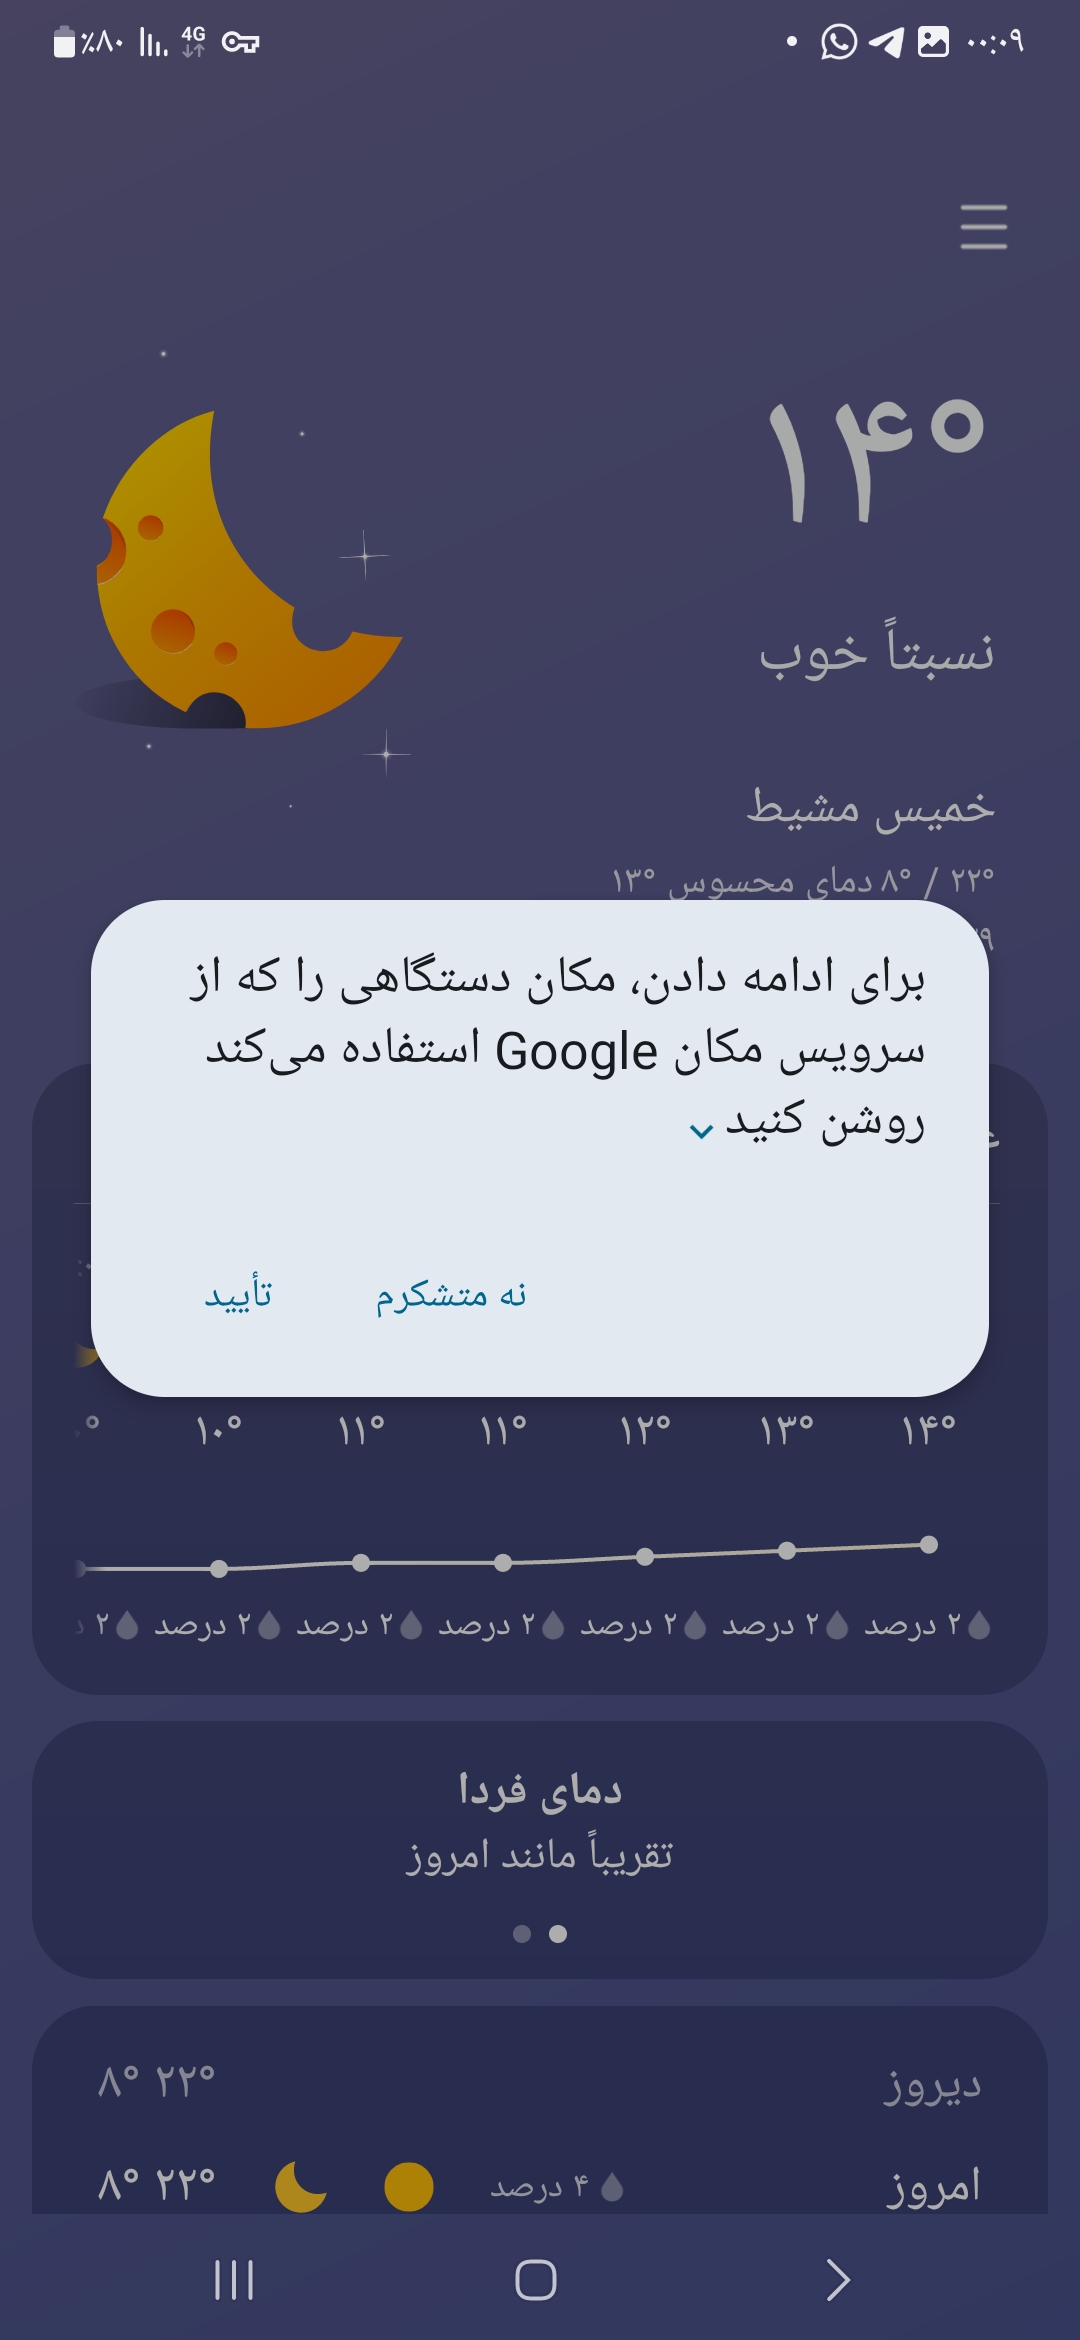 ۰۰:۰۹
4G
٪۸۰
۱۴°
نسبتاً خوب
خمیس مشیط
۲۲° / ۸° دمای محسوس ۱۳°
برای ادامه دادن، مکان دستگاهی را که از
سرویس مکان Google استفاده می‌کند
روشن کنید
نه متشکرم
تأیید
۱۴° ۱۳° ۱۲° ۱۱° ۱۱° ۱۰°
۲ درصد ۲ درصد ۲ درصد ۲ درصد ۲ درصد ۲ درصد ۲
دمای فردا
تقریباً مانند امروز
دیروز ۲۲° ۸°
امروز ۴ درصد ۲۲° ۸°